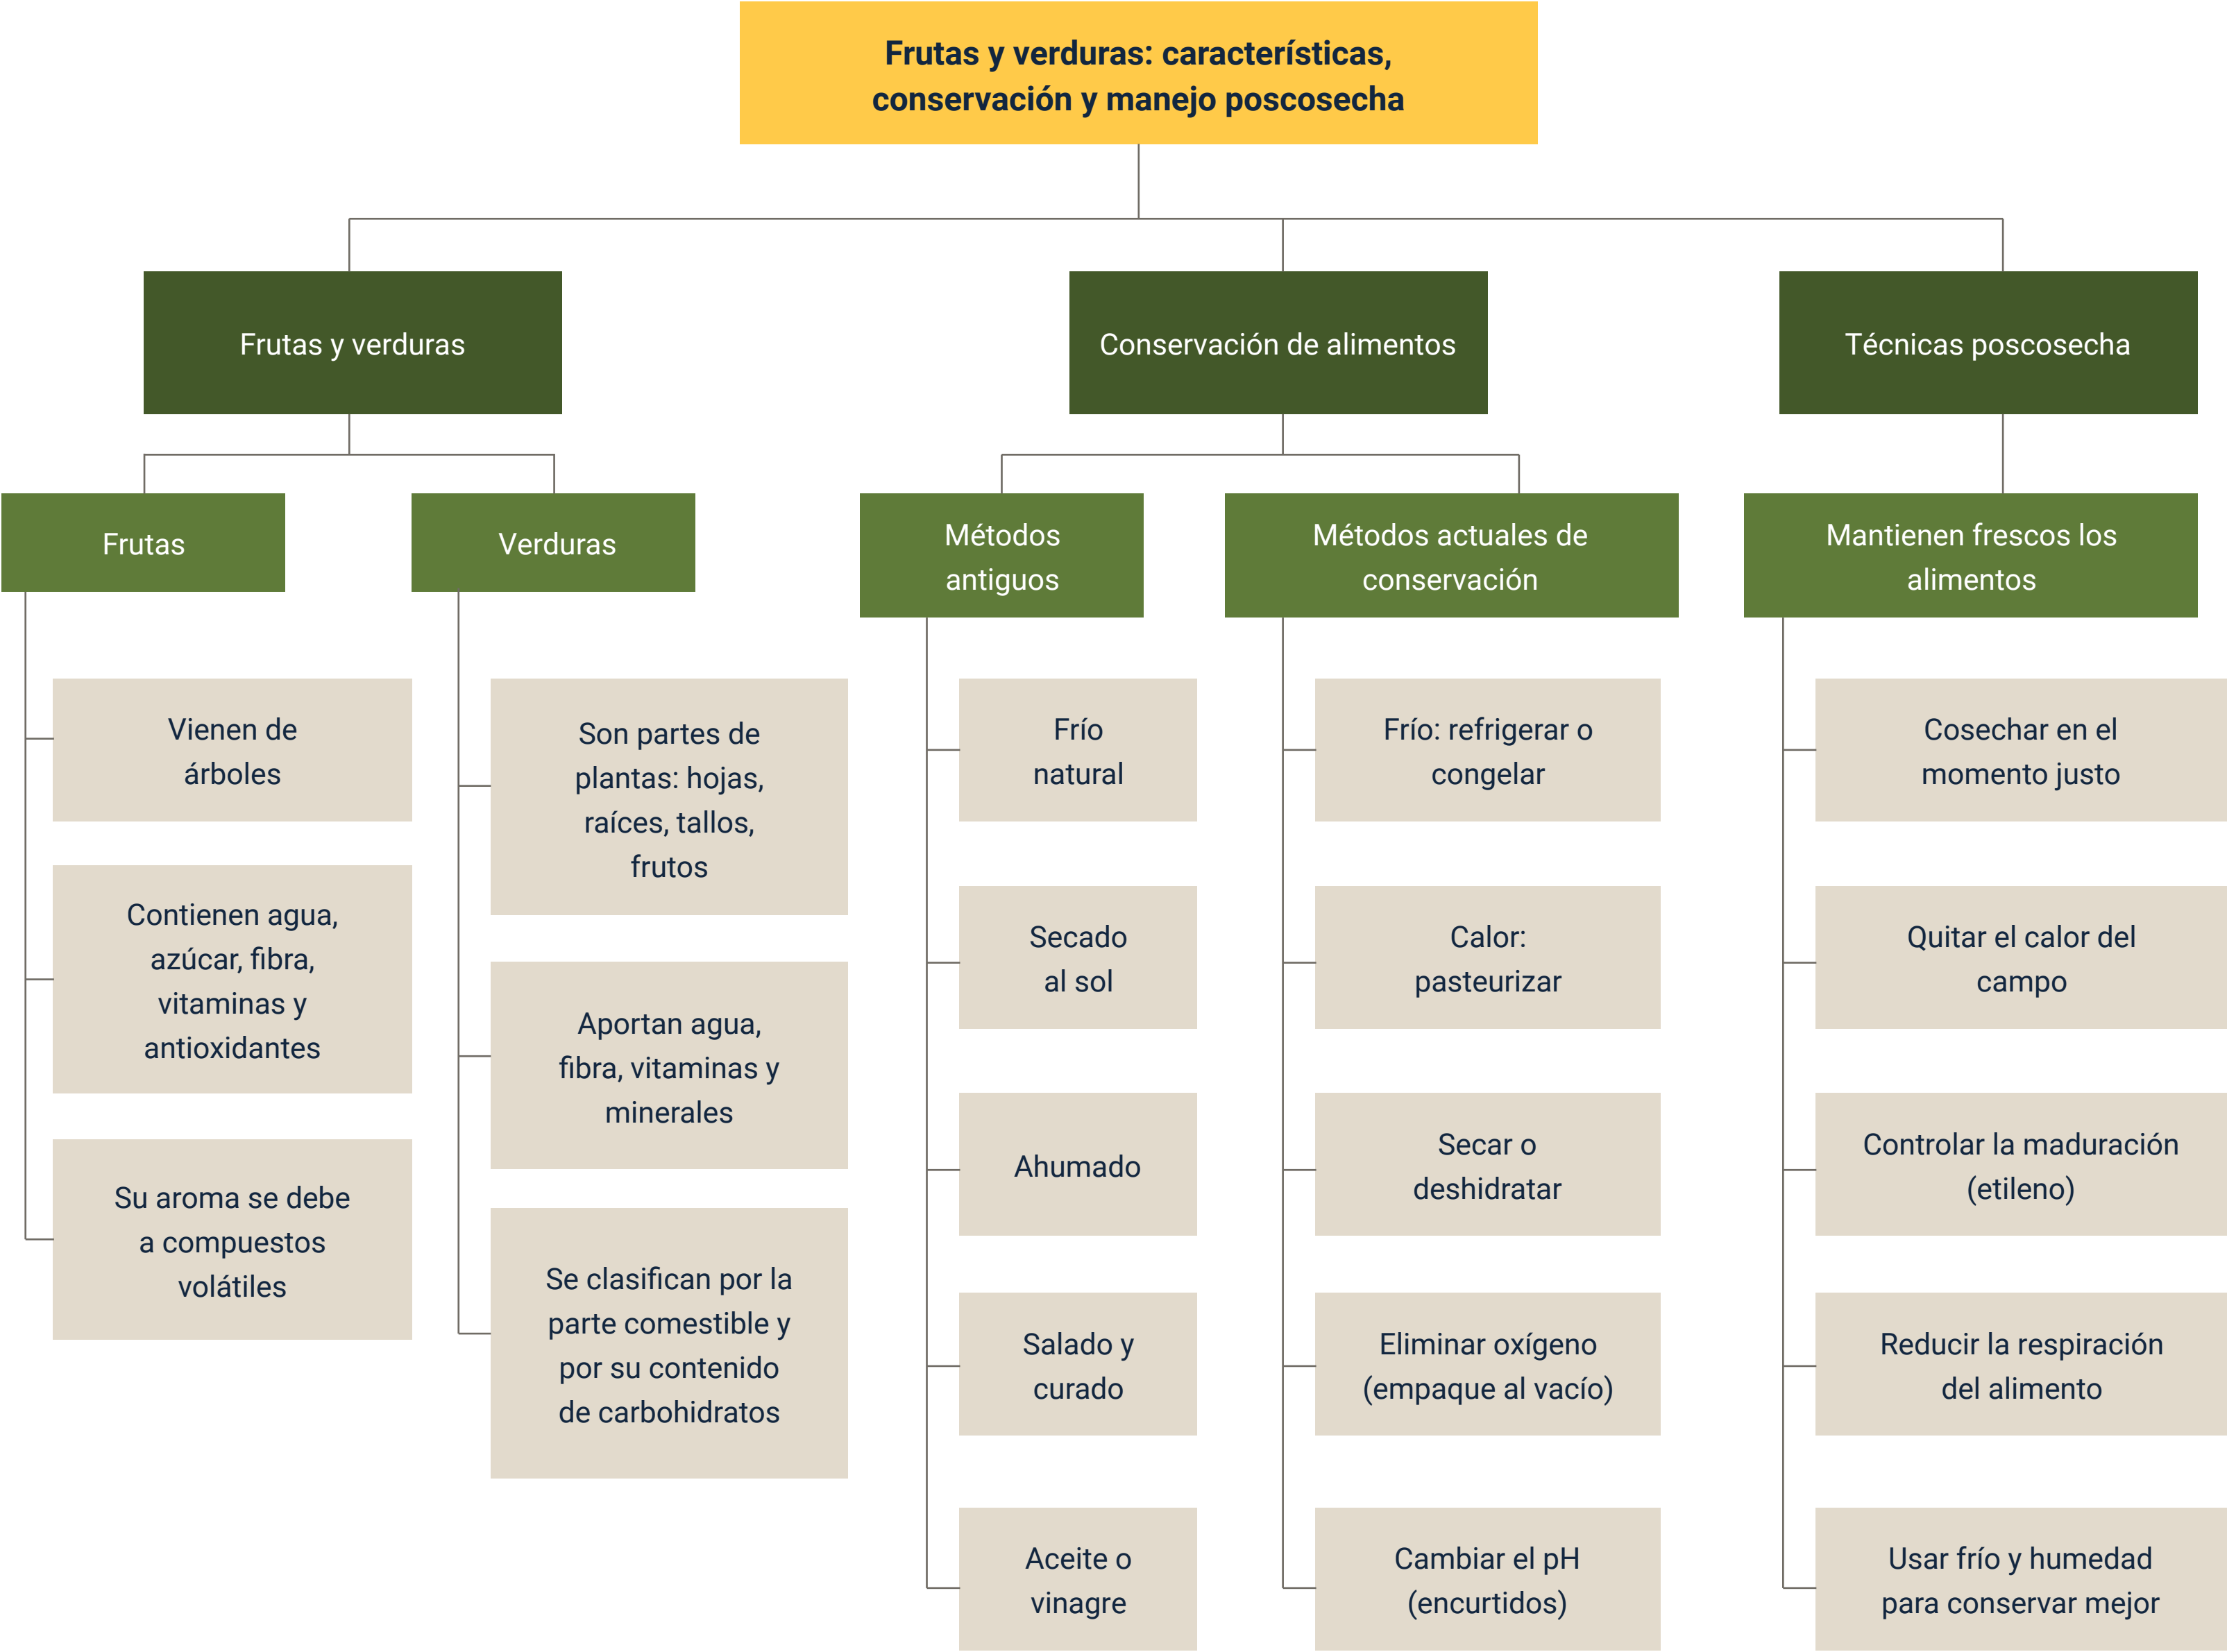 Frutas y verduras: características,
conservación y manejo poscosecha
Frutas y verduras
Conservación de alimentos
Técnicas poscosecha
Frutas
Verduras
Métodos
antiguos
Métodos actuales de
conservación
Mantienen frescos los
alimentos
Vienen de
árboles
Contienen agua,
azúcar, fibra,
vitaminas y
antioxidantes
Su aroma se debe
a compuestos
volátiles
Son partes de
plantas: hojas,
raíces, tallos,
frutos
Aportan agua,
fibra, vitaminas y
minerales
Se clasifican por la
parte comestible y
por su contenido
de carbohidratos
Frío
natural
Secado
al sol
Ahumado
Salado y
curado
Aceite o
vinagre
Frío: refrigerar o
congelar
Calor:
pasteurizar
Secar o
deshidratar
Eliminar oxígeno
(empaque al vacío)
Cambiar el pH
(encurtidos)
Cosechar en el
momento justo
Quitar el calor del
campo
Controlar la maduración
(etileno)
Reducir la respiración
del alimento
Usar frío y humedad
para conservar mejor